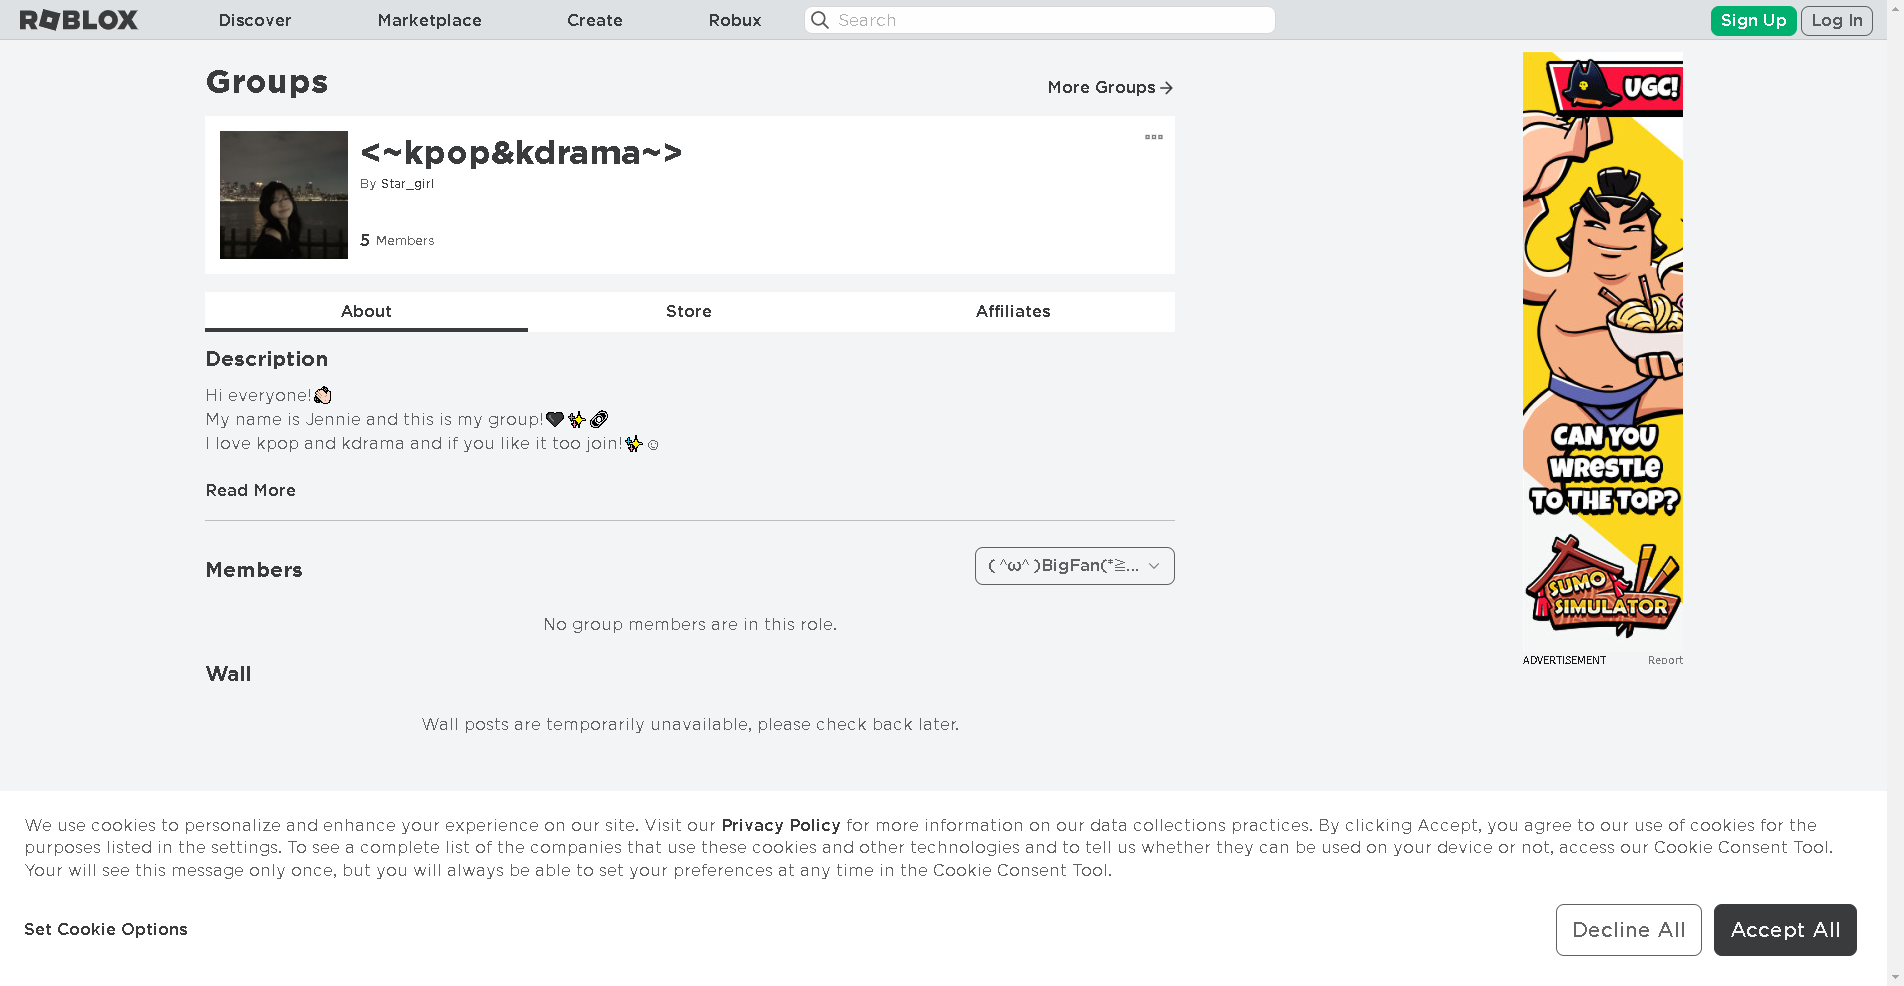 ROBLOX Discover Marketplace Create Robux Search Sign Up Log In
Groups
More Groups
<~kpop&kdrama~>
By Star_girl
5 Members
About Store Affiliates
Description
Hi everyone!👋🏻
My name is Jennie and this is my group!
I love kpop and kdrama and if you like it too join!✨☺
Read More
Members
( ^ω^ )BigFan(*≧...
No group members are in this role.
Wall
Wall posts are temporarily unavailable, please check back later.
UGC!
CAN YOU
WRESTLE
TO THE TOP?
SUMO
SIMULATOR
ADVERTISEMENT Report
We use cookies to personalize and enhance your experience on our site. Visit our Privacy Policy for more information on our data collections practices. By clicking Accept, you agree to our use of cookies for the
purposes listed in the settings. To see a complete list of the companies that use these cookies and other technologies and to tell us whether they can be used on your device or not, access our Cookie Consent Tool.
Your will see this message only once, but you will always be able to set your preferences at any time in the Cookie Consent Tool.
Set Cookie Options
Decline All
Accept All